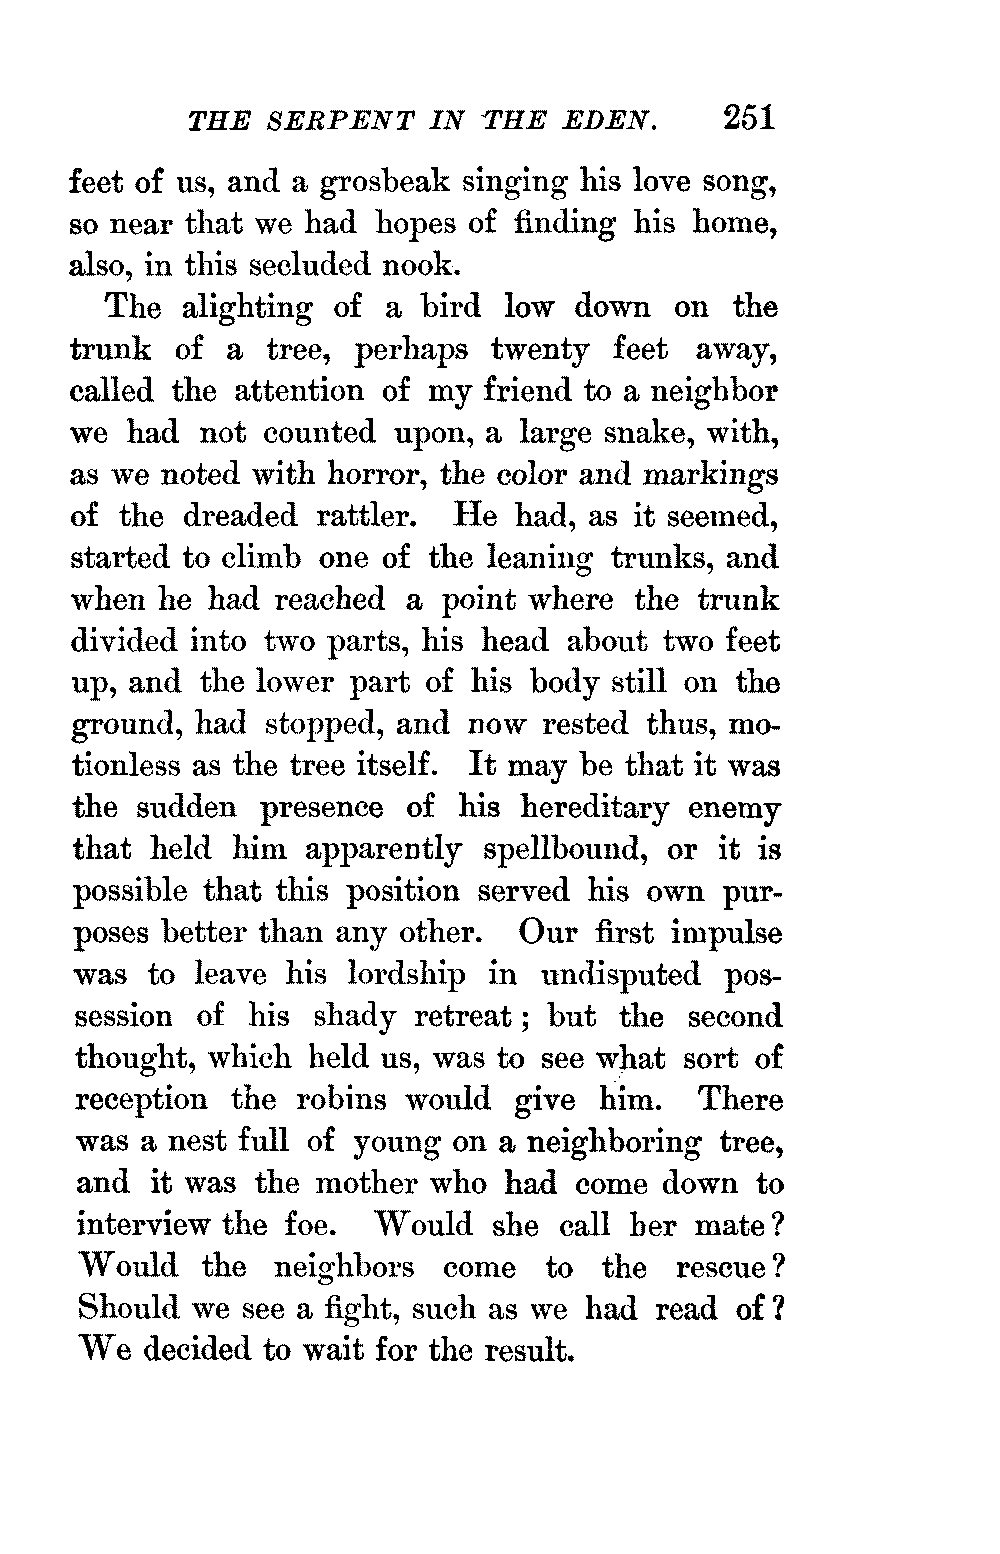 THE SERPENT IN THE EDEN. 251
feet of us, and a grosbeak singing his love song,
so near that we had hopes of finding his home,
also, in this secluded nook.
The alighting of a bird low down on the
trunk of a tree, perhaps twenty feet away,
called the attention of my friend to a neighbor
we had not counted upon, a large snake, with,
as we noted with horror, the color and markings
of the dreaded rattler. He had, as it seemed,
started to climb one of the leaning trunks, and
when he had reached a point where the trunk
divided into two parts, his head about two feet
up, and the lower part of his body still on the
ground, had stopped, and now rested thus, mo-
tionless as the tree itself. It may be that it was
the sudden presence of his hereditary enemy
that held him apparently spellbound, or it is
possible that this position served his own pur-
poses better than any other. Our first impulse
was to leave his lordship in undisputed pos-
session of his shady retreat; but the second
thought, which held us, was to see what sort of
reception the robins would give him. There
was a nest full of young on a neighboring tree,
and it was the mother who had come down to
interview the foe. Would she call her mate?
Would the neighbors come to the rescue?
Should we see a fight, such as we had read of?
We decided to wait for the result.